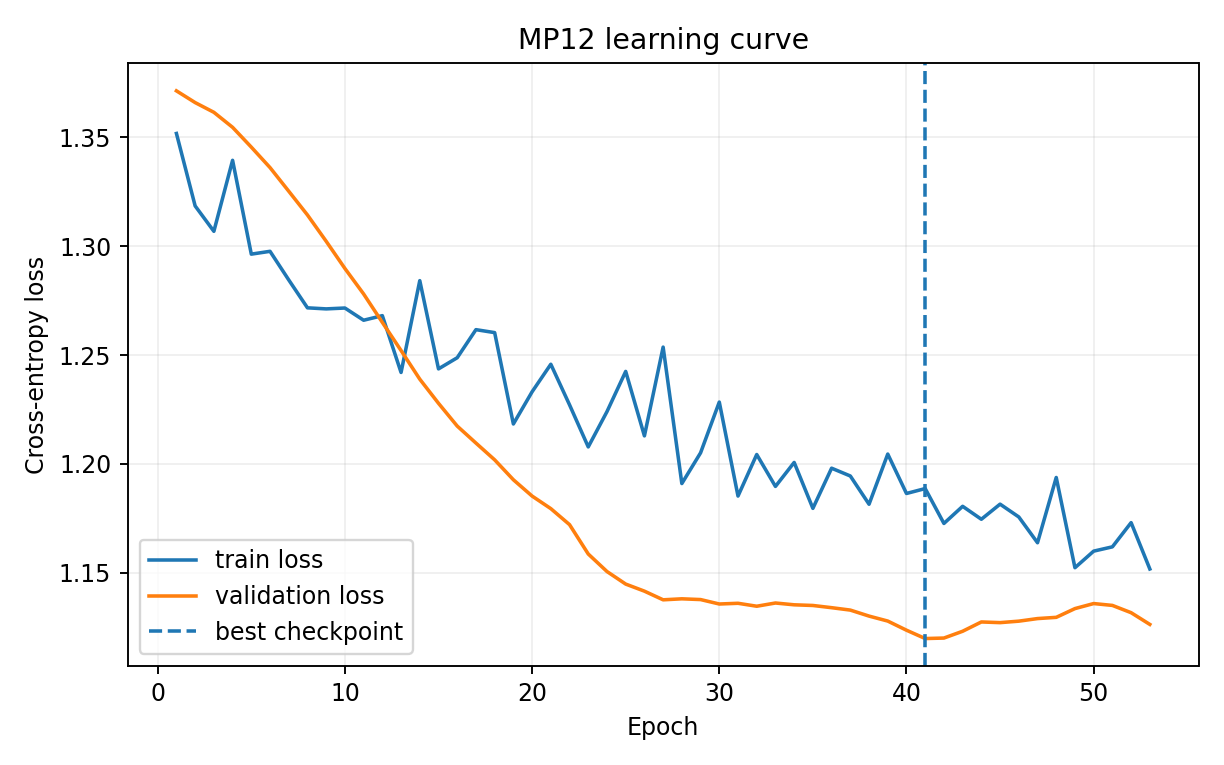 MP12 learning curve
Cross-entropy loss
1.35
1.30
1.25
1.20
1.15
train loss
validation loss
best checkpoint
0 10 20 30 40 50
Epoch